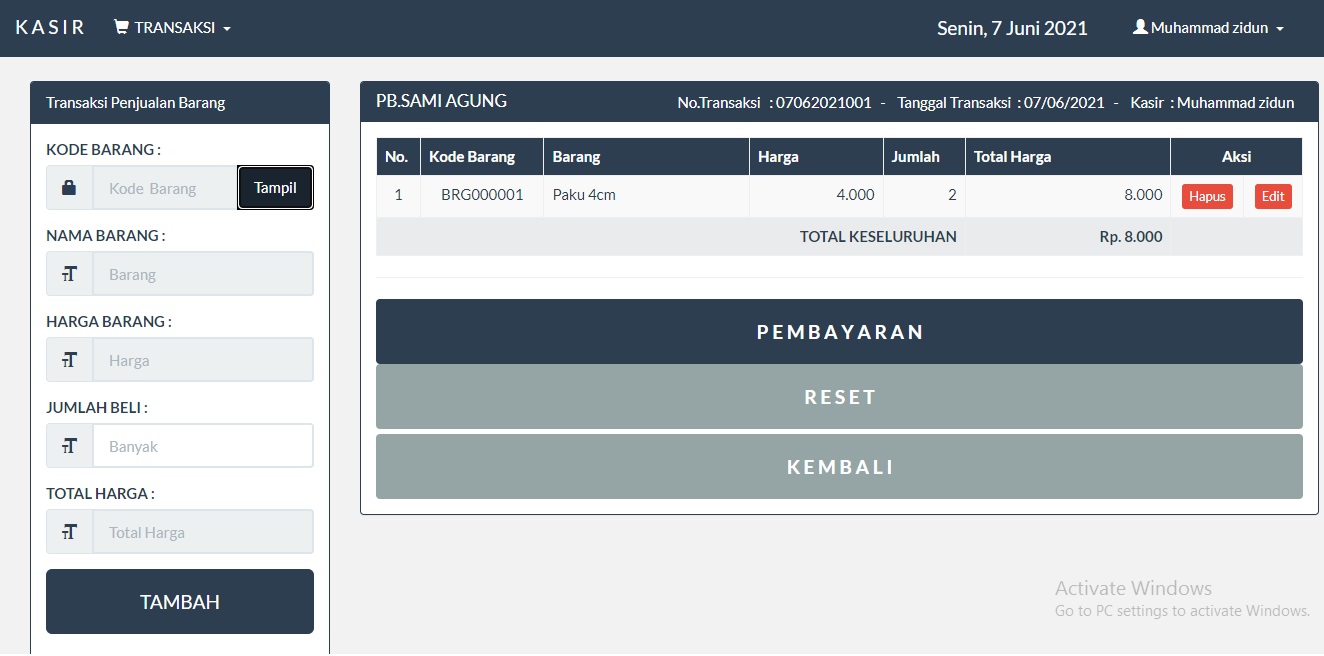 KASIR TRANSAKSI Senin, 7 Juni 2021 Muhammad zidun
Transaksi Penjualan Barang
KODE BARANG :
Kode Barang Tampil
NAMA BARANG :
Barang
HARGA BARANG :
Harga
JUMLAH BELI :
Banyak
TOTAL HARGA :
Total Harga
TAMBAH
PB.SAMI AGUNG No.Transaksi : 07062021001 - Tanggal Transaksi : 07/06/2021 - Kasir : Muhammad zidun
No. Kode Barang Barang Harga Jumlah Total Harga Aksi
1 BRG000001 Paku 4cm 4.000 2 8.000 Hapus Edit
TOTAL KESELURUHAN Rp. 8.000
PEMBAYARAN
RESET
KEMBALI
Activate Windows
Go to PC settings to activate Windows.